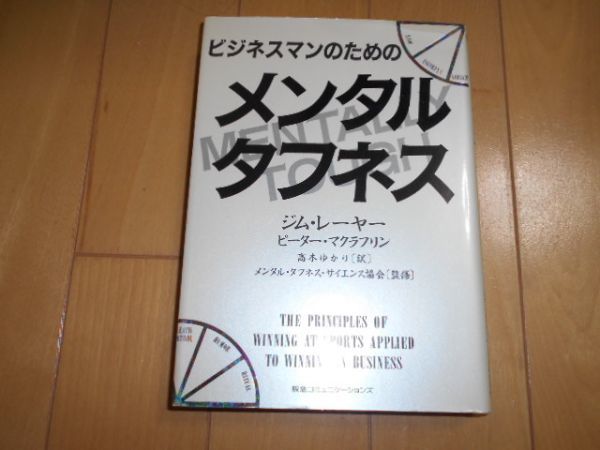 ビジネスマンのための
メンタル
MENTALLY
タフネス
TOUGH
ジム・レーヤー
ピーター・マクラフリン
高木ゆかり[訳]
メンタル・タフネス・サイエンス協会[監修]
THE PRINCIPLES OF
WINNING AT SPORTS APPLIED
TO WINNING IN BUSINESS
阪急コミュニケーションズ